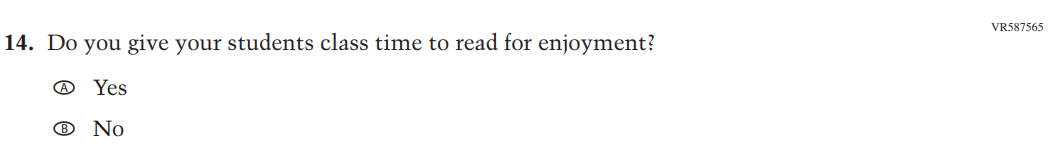 VR587565
14. Do you give your students class time to read for enjoyment?
A Yes
B No